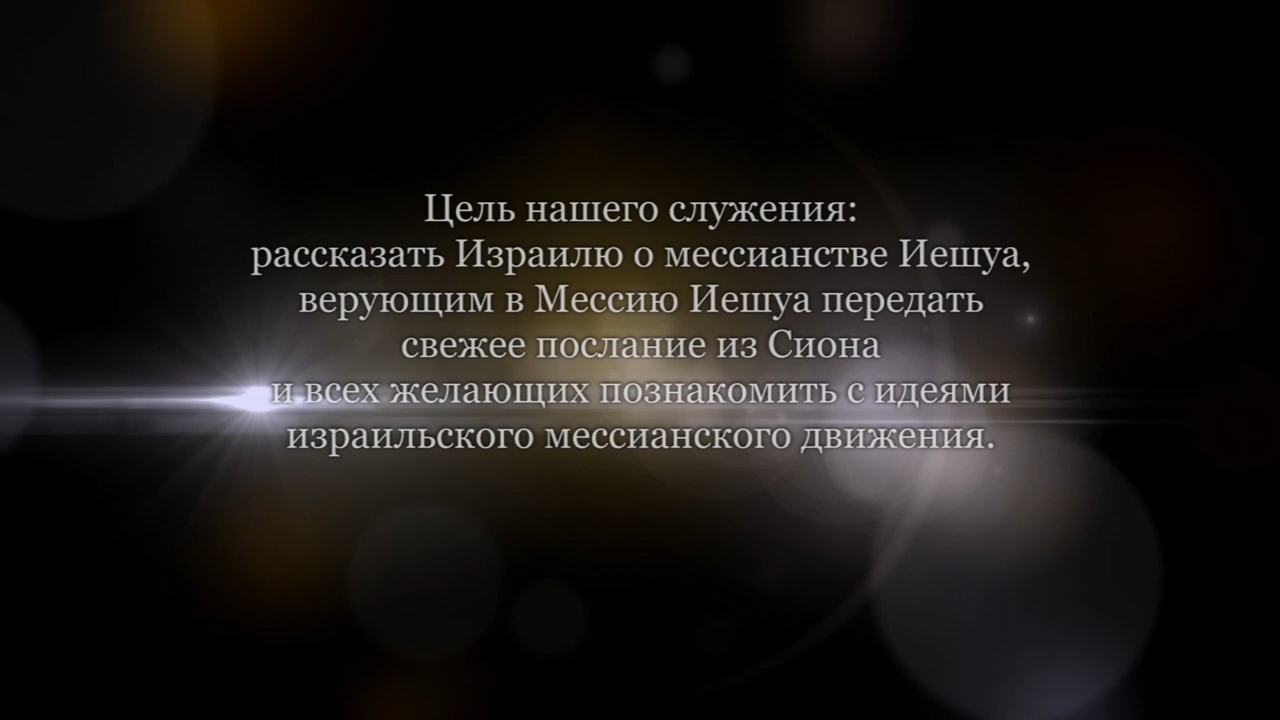 Цель нашего служения:
рассказать Израилю о мессианстве Иешуа,
верующим в Мессию Иешуа передать
свежее послание из Сиона
и всех желающих познакомить с идеями
израильского мессианского движения.